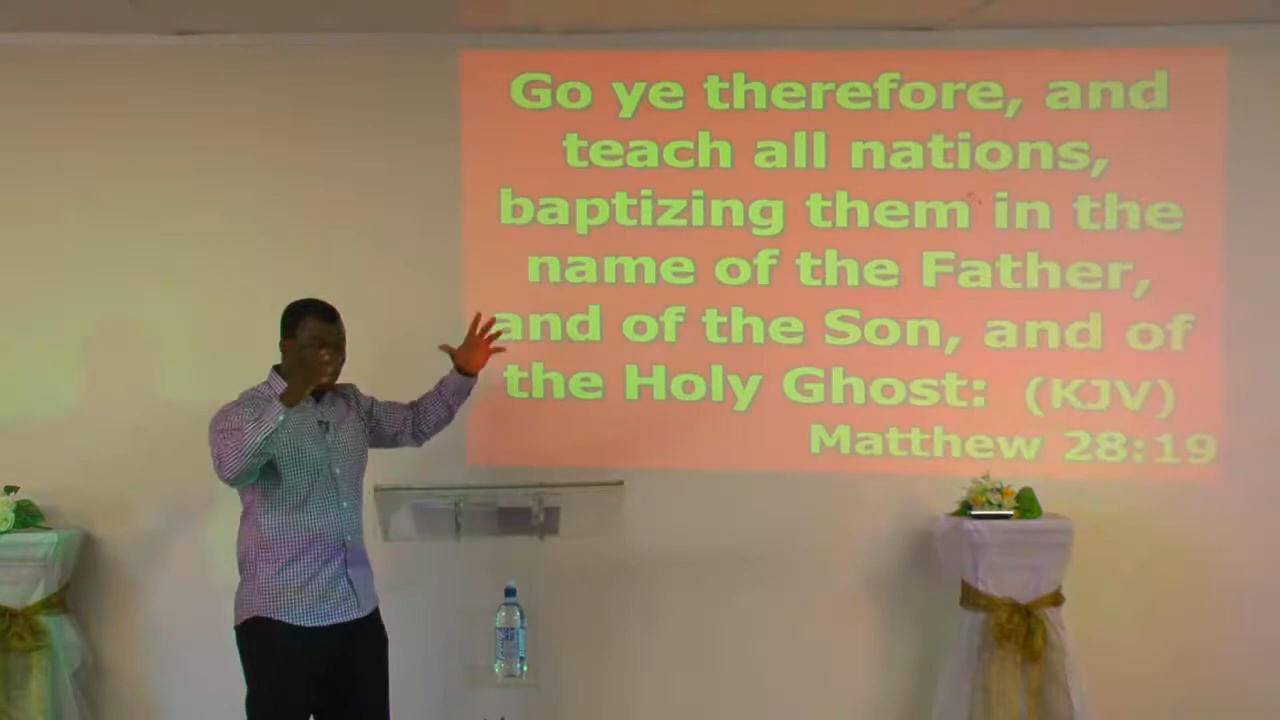 Go ye therefore, and
teach all nations,
baptizing them in the
name of the Father,
and of the Son, and of
the Holy Ghost: (KJV)
Matthew 28:19